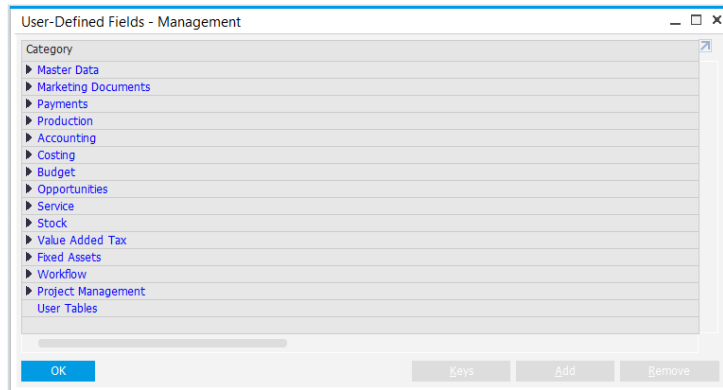 User-Defined Fields - Management
Category
Master Data
Marketing Documents
Payments
Production
Accounting
Costing
Budget
Opportunities
Service
Stock
Value Added Tax
Fixed Assets
Workflow
Project Management
User Tables
OK Keys Add Remove